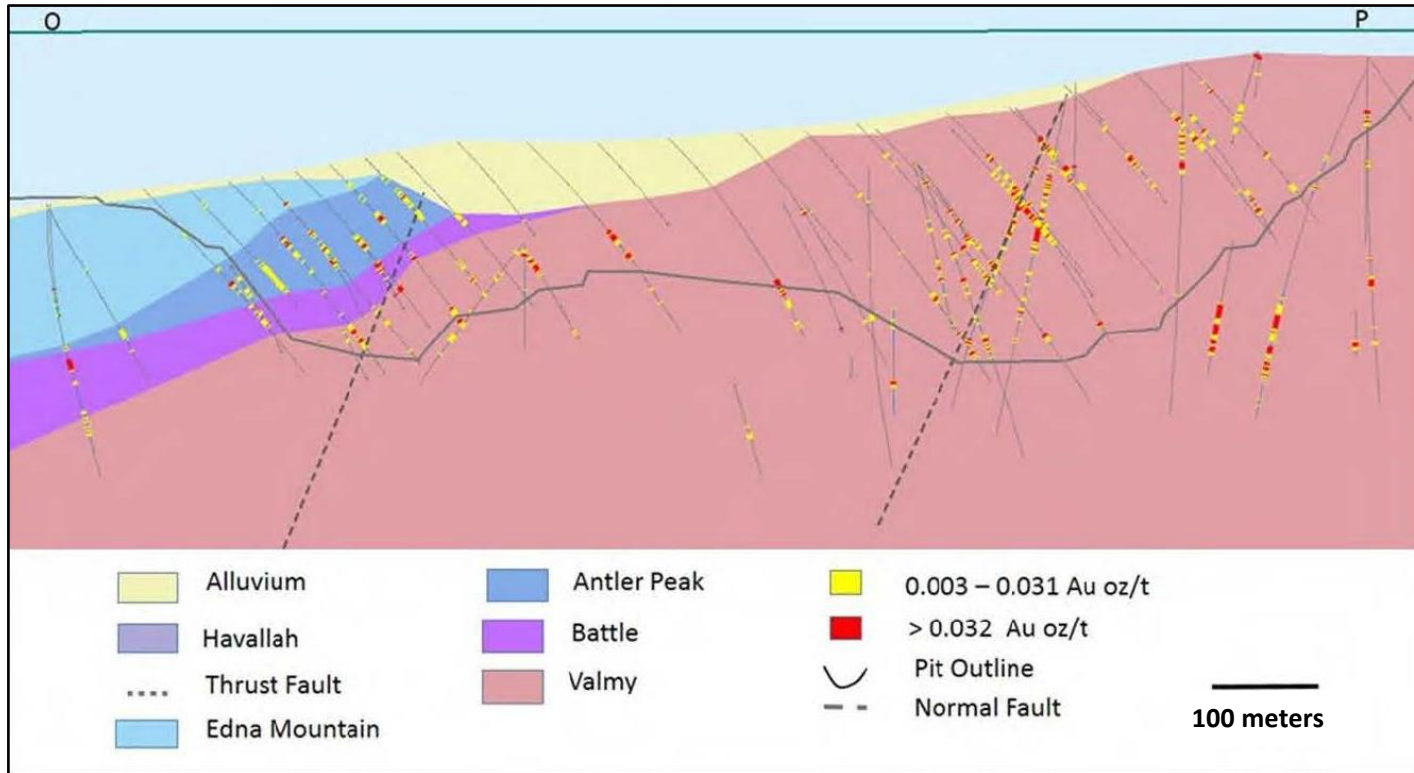 O
P
Alluvium
Havallah
Thrust Fault
Edna Mountain
Antler Peak
Battle
Valmy
0.003 – 0.031 Au oz/t
> 0.032 Au oz/t
Pit Outline
Normal Fault
100 meters